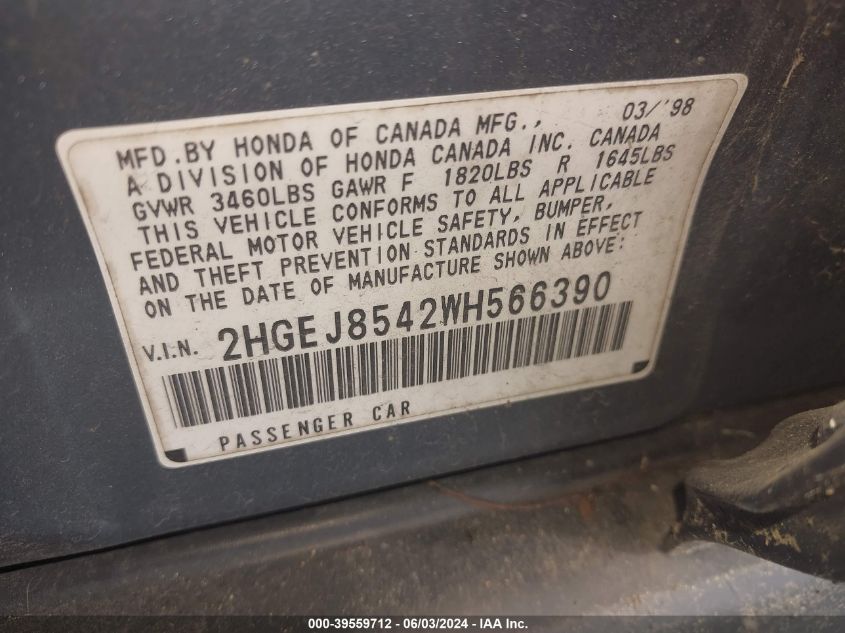 MFD.BY HONDA OF CANADA MFG., 03/'98
A DIVISION OF HONDA CANADA INC. CANADA
GVWR 3460LBS GAWR F 1820LBS R 1645LBS
THIS VEHICLE CONFORMS TO ALL APPLICABLE
FEDERAL MOTOR VEHICLE SAFETY, BUMPER,
AND THEFT PREVENTION STANDARDS IN EFFECT
ON THE DATE OF MANUFACTURE SHOWN ABOVE:
V.I.N. 2HGEJ8542WH566390
PASSENGER CAR
000-39559712 - 06/03/2024 - IAA Inc.